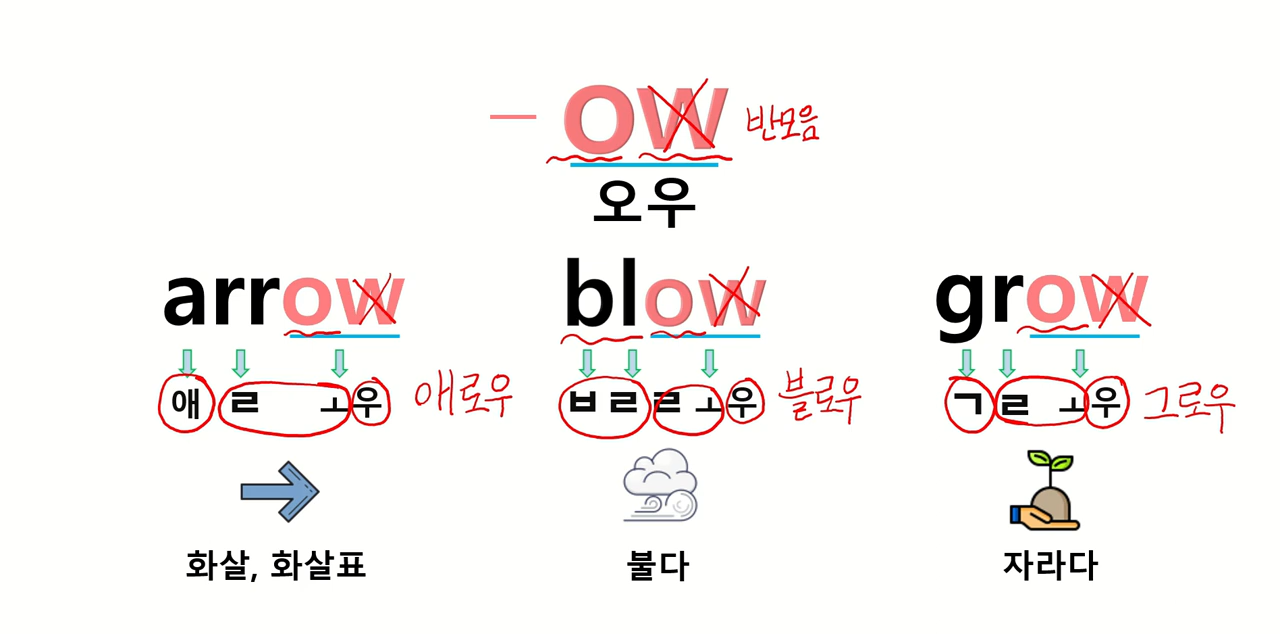 — ow 반모음
오우
arrow blow grow
애 ㄹ ㅗ우 애로우 ㅂㄹㄹㅗ우 블로우 ㄱㄹ ㅗ우 그로우
화살, 화살표 불다 자라다